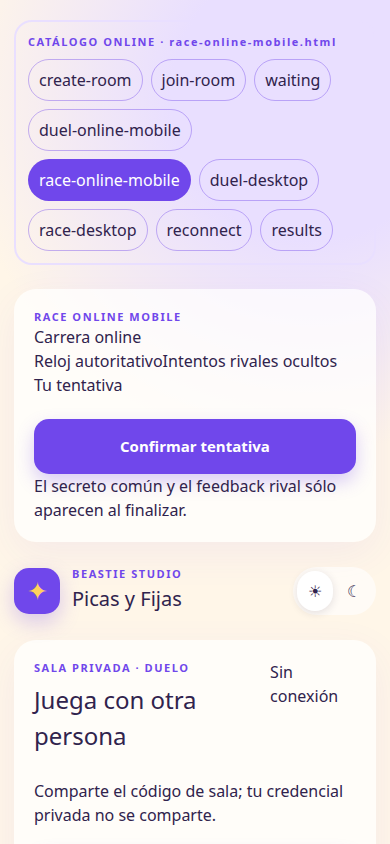 CATÁLOGO ONLINE · race-online-mobile.html
create-room join-room waiting
duel-online-mobile
race-online-mobile duel-desktop
race-desktop reconnect results
RACE ONLINE MOBILE
Carrera online
Reloj autoritativoIntentos rivales ocultos
Tu tentativa
Confirmar tentativa
El secreto común y el feedback rival sólo
aparecen al finalizar.
BEASTIE STUDIO
Picas y Fijas
SALA PRIVADA · DUELO
Juega con otra
persona
Sin
conexión
Comparte el código de sala; tu credencial
privada no se comparte.